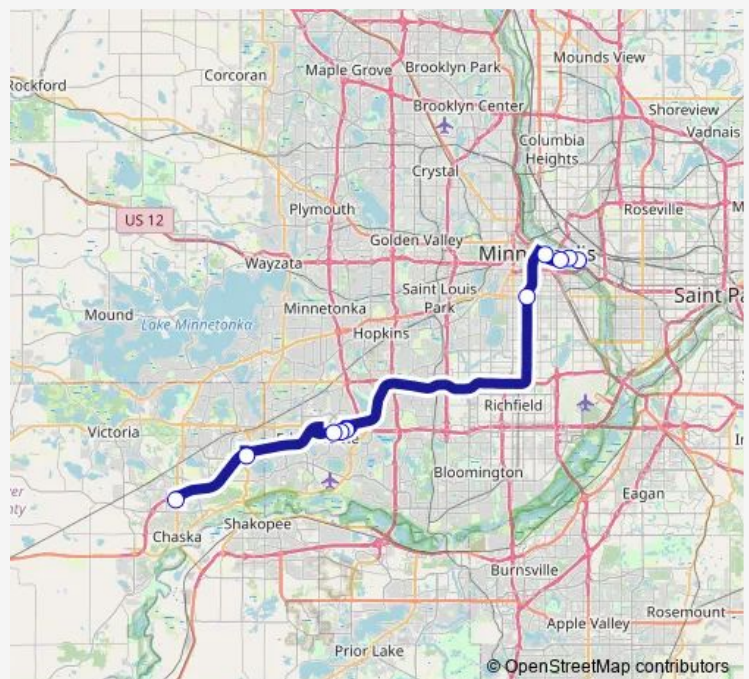 Mounds View
Corcoran
Maple Grove
Brooklyn Park
Rockford
Brooklyn Center
Shoreview
Vadnais
Columbia
Heights
Crystal
US 12
Plymouth
Roseville
Golden Valley
Wayzata
Saint Louis
Park
Minnetonka
Saint Pa
Mound
Lake Minnetonka
Hopkins
Richfield
Victoria
Bloomington
Eagan
Shakopee
Chaska
Burnsville
Rosemount
Apple Valley
Prior Lake
© OpenStreetMap contributors